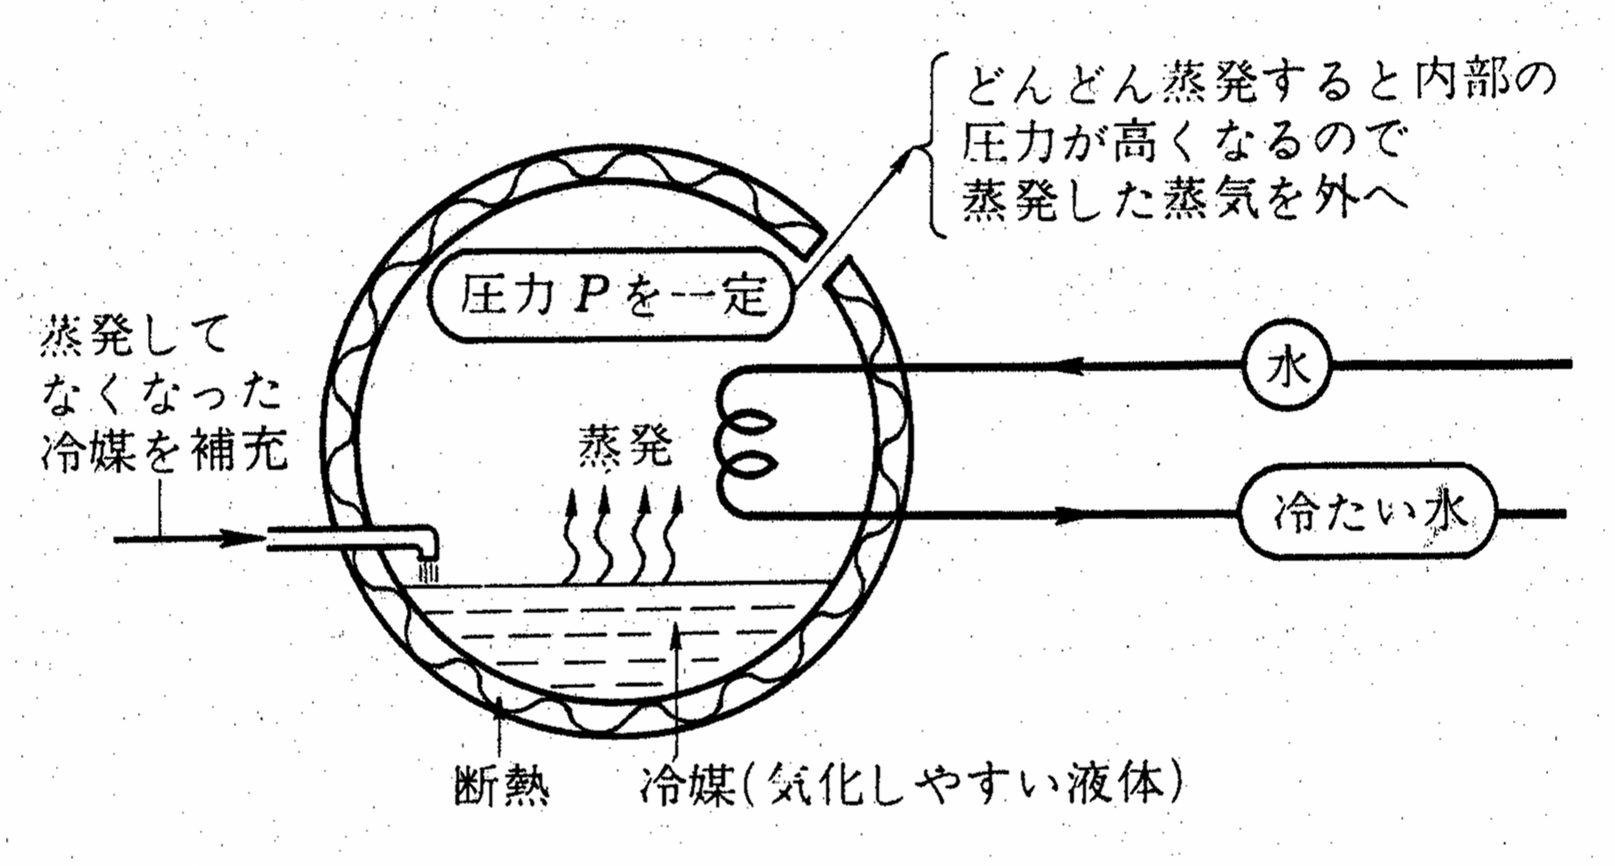 どんどん蒸発すると内部の
圧力が高くなるので
蒸発した蒸気を外へ
圧力Pを一定
蒸発して
なくなった
冷媒を補充
水
蒸発
冷たい水
断熱
冷媒(気化しやすい液体)